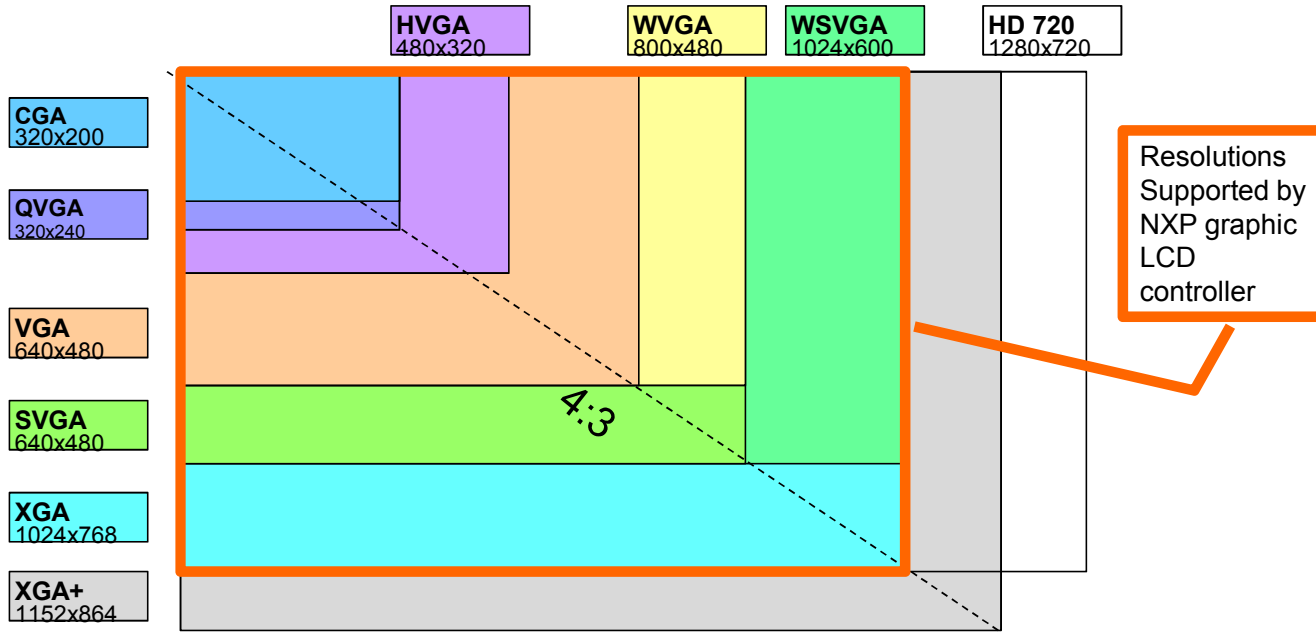 HVGA
480x320
WVGA
800x480
WSVGA
1024x600
HD 720
1280x720
CGA
320x200
QVGA
320x240
VGA
640x480
SVGA
640x480
XGA
1024x768
XGA+
1152x864
4:3
Resolutions
Supported by
NXP graphic
LCD
controller